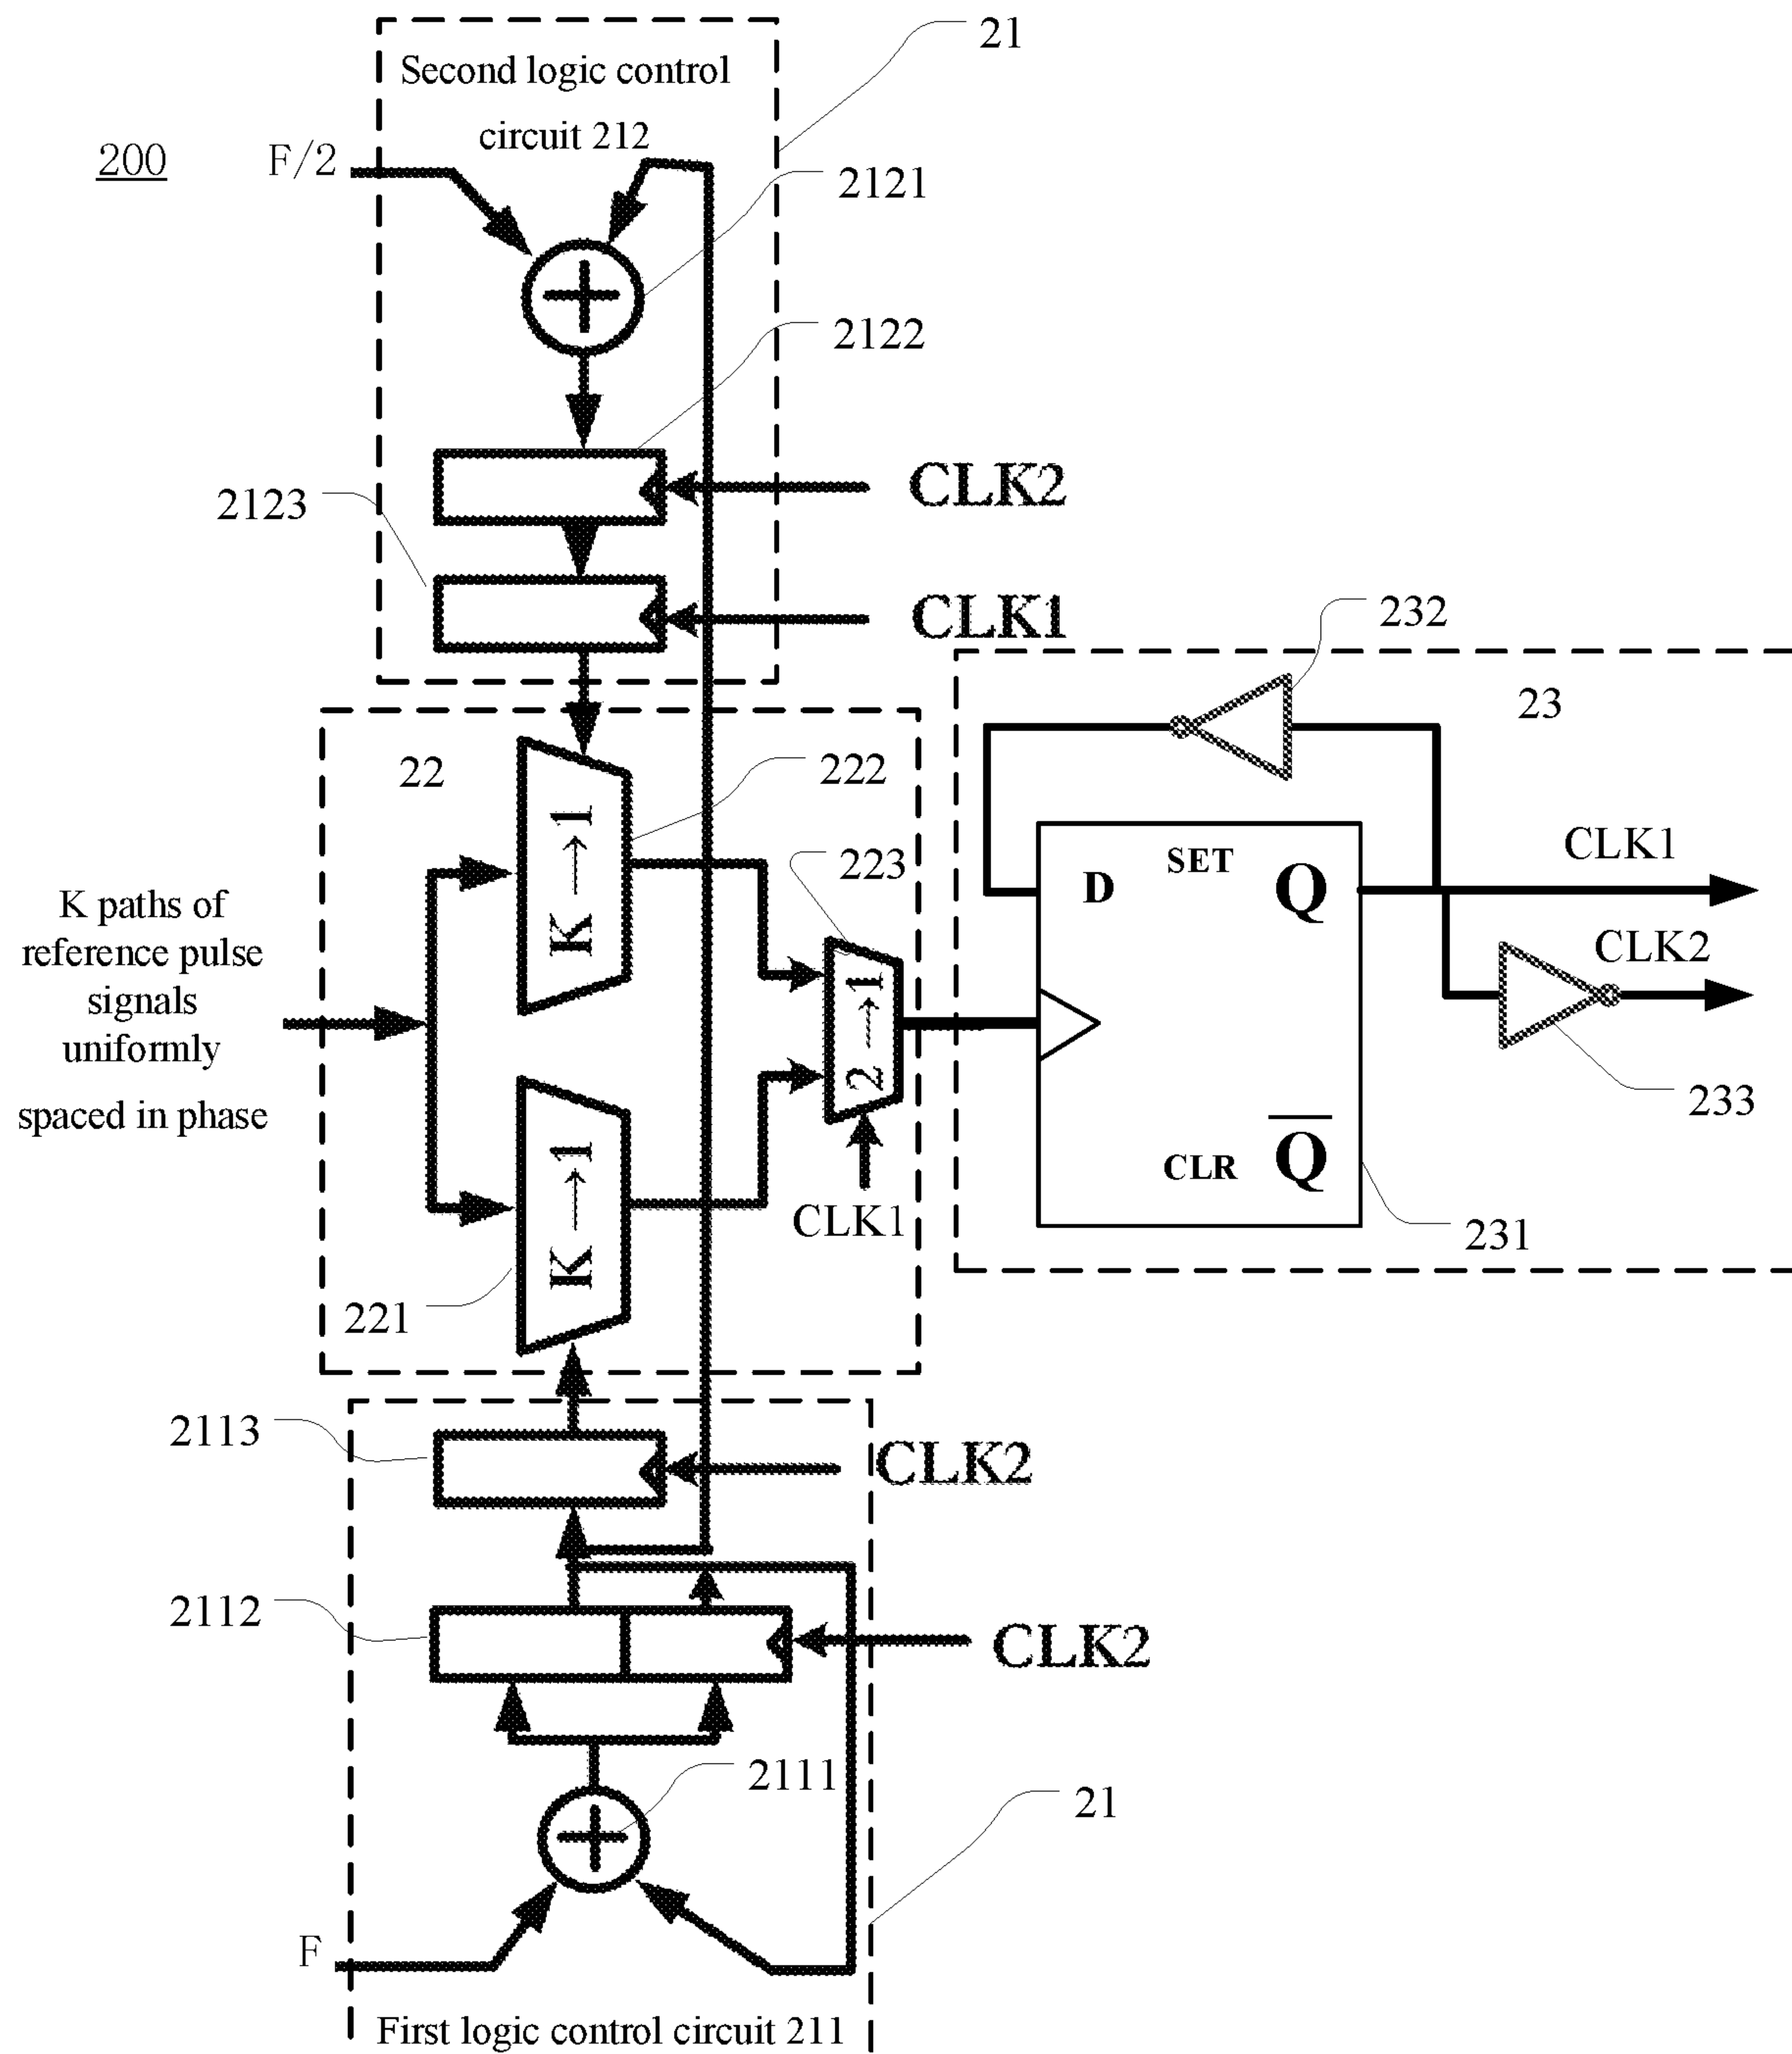 21
Second logic control
circuit 212
200
F/2
2121
2122
CLK2
2123
CLK1
232
23
22
222
K→1
223
CLK1
D
SET
Q
K paths of
reference pulse
signals
uniformly
spaced in phase
CLK2
2→1
233
K→1
CLR
Q
CLK1
231
221
2113
CLK2
2112
CLK2
2111
21
F
First logic control circuit 211